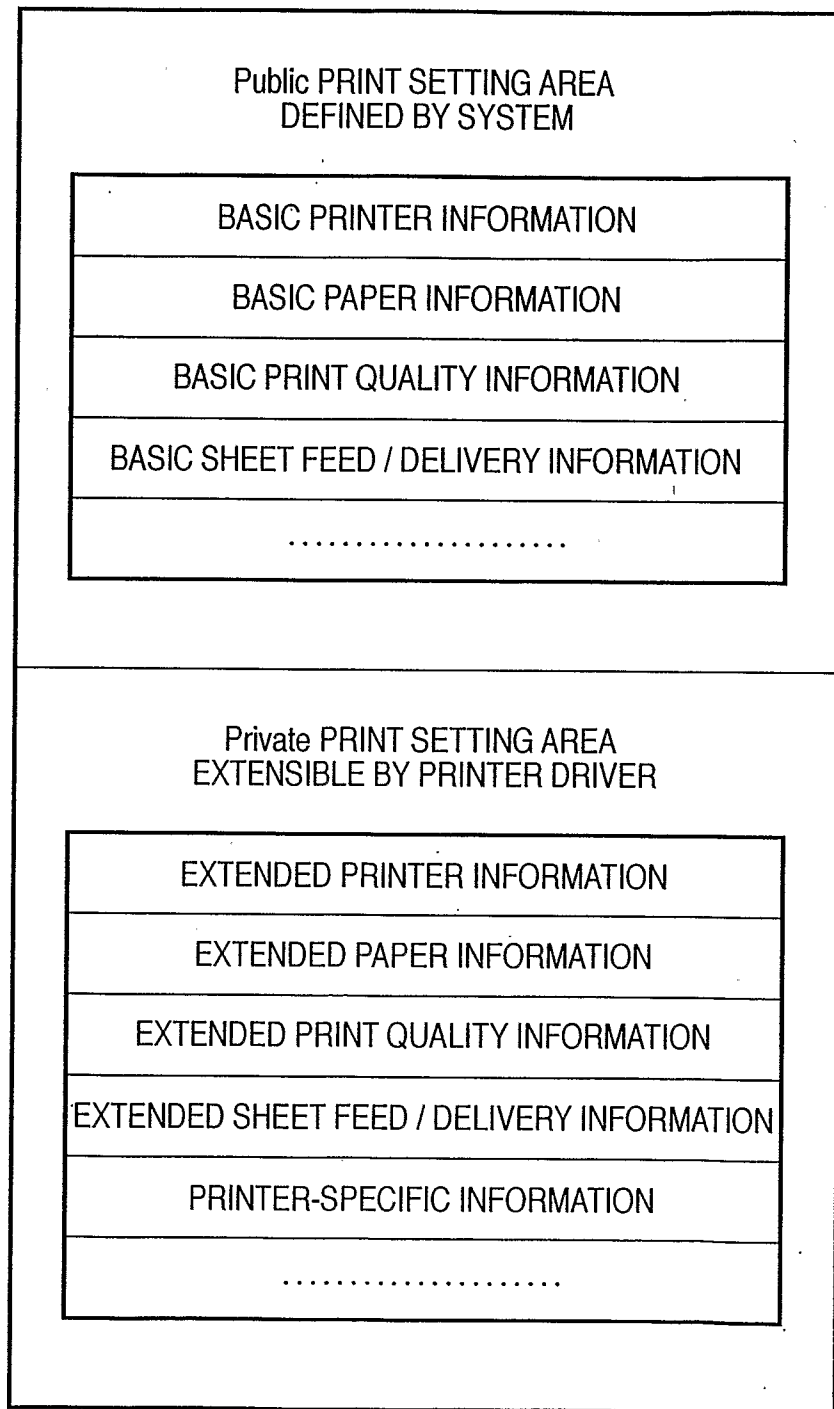 Public PRINT SETTING AREA
DEFINED BY SYSTEM
BASIC PRINTER INFORMATION
BASIC PAPER INFORMATION
BASIC PRINT QUALITY INFORMATION
BASIC SHEET FEED / DELIVERY INFORMATION
.....................
Private PRINT SETTING AREA
EXTENSIBLE BY PRINTER DRIVER
EXTENDED PRINTER INFORMATION
EXTENDED PAPER INFORMATION
EXTENDED PRINT QUALITY INFORMATION
EXTENDED SHEET FEED / DELIVERY INFORMATION
PRINTER-SPECIFIC INFORMATION
.....................